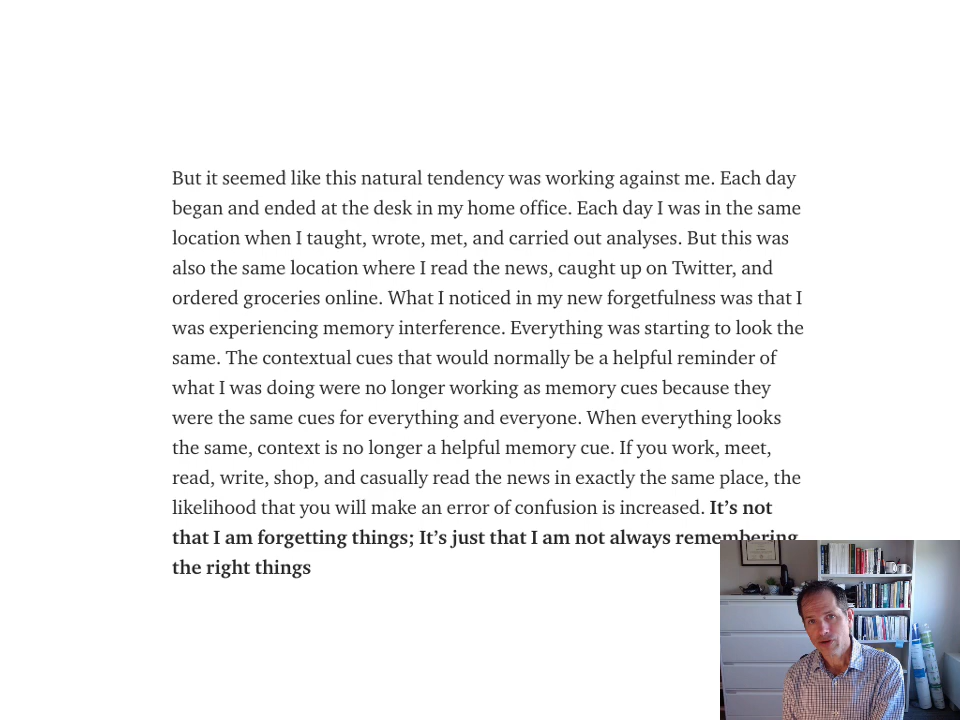 But it seemed like this natural tendency was working against me. Each day
began and ended at the desk in my home office. Each day I was in the same
location when I taught, wrote, met, and carried out analyses. But this was
also the same location where I read the news, caught up on Twitter, and
ordered groceries online. What I noticed in my new forgetfulness was that I
was experiencing memory interference. Everything was starting to look the
same. The contextual cues that would normally be a helpful reminder of
what I was doing were no longer working as memory cues because they
were the same cues for everything and everyone. When everything looks
the same, context is no longer a helpful memory cue. If you work, meet,
read, write, shop, and casually read the news in exactly the same place, the
likelihood that you will make an error of confusion is increased. It’s not
that I am forgetting things; It’s just that I am not always remembering
the right things